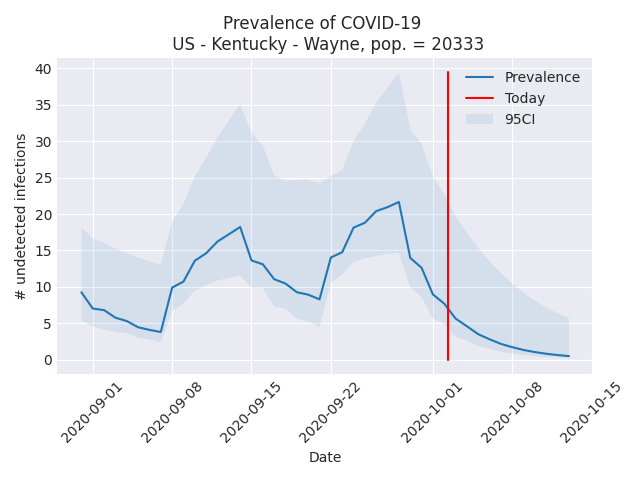 Prevalence of COVID-19
US - Kentucky - Wayne, pop. = 20333
Prevalence
Today
95CI
# undetected infections
40
35
30
25
20
15
10
5
0
2020-09-01
2020-09-08
2020-09-15
2020-09-22
2020-10-01
2020-10-08
2020-10-15
Date